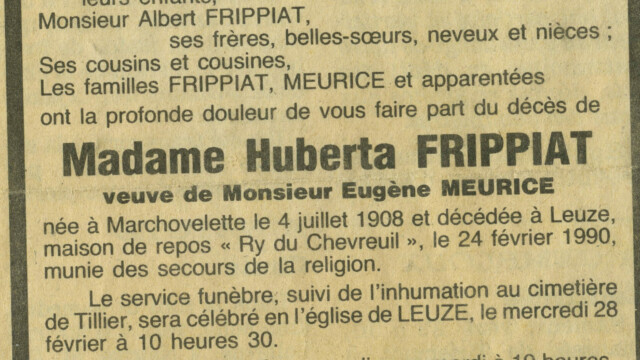 leurs enfants,
Monsieur Albert FRIPPIAT,
ses frères, belles-sœurs, neveux et nièces ;
Ses cousins et cousines,
Les familles FRIPPIAT, MEURICE et apparentées
ont la profonde douleur de vous faire part du décès de
Madame Huberta FRIPPIAT
veuve de Monsieur Eugène MEURICE
née à Marchovelette le 4 juillet 1908 et décédée à Leuze,
maison de repos « Ry du Chevreuil », le 24 février 1990,
munie des secours de la religion.
Le service funèbre, suivi de l'inhumation au cimetière
de Tillier, sera célébré en l'église de LEUZE, le mercredi 28
février à 10 heures 30.
à 10 heures